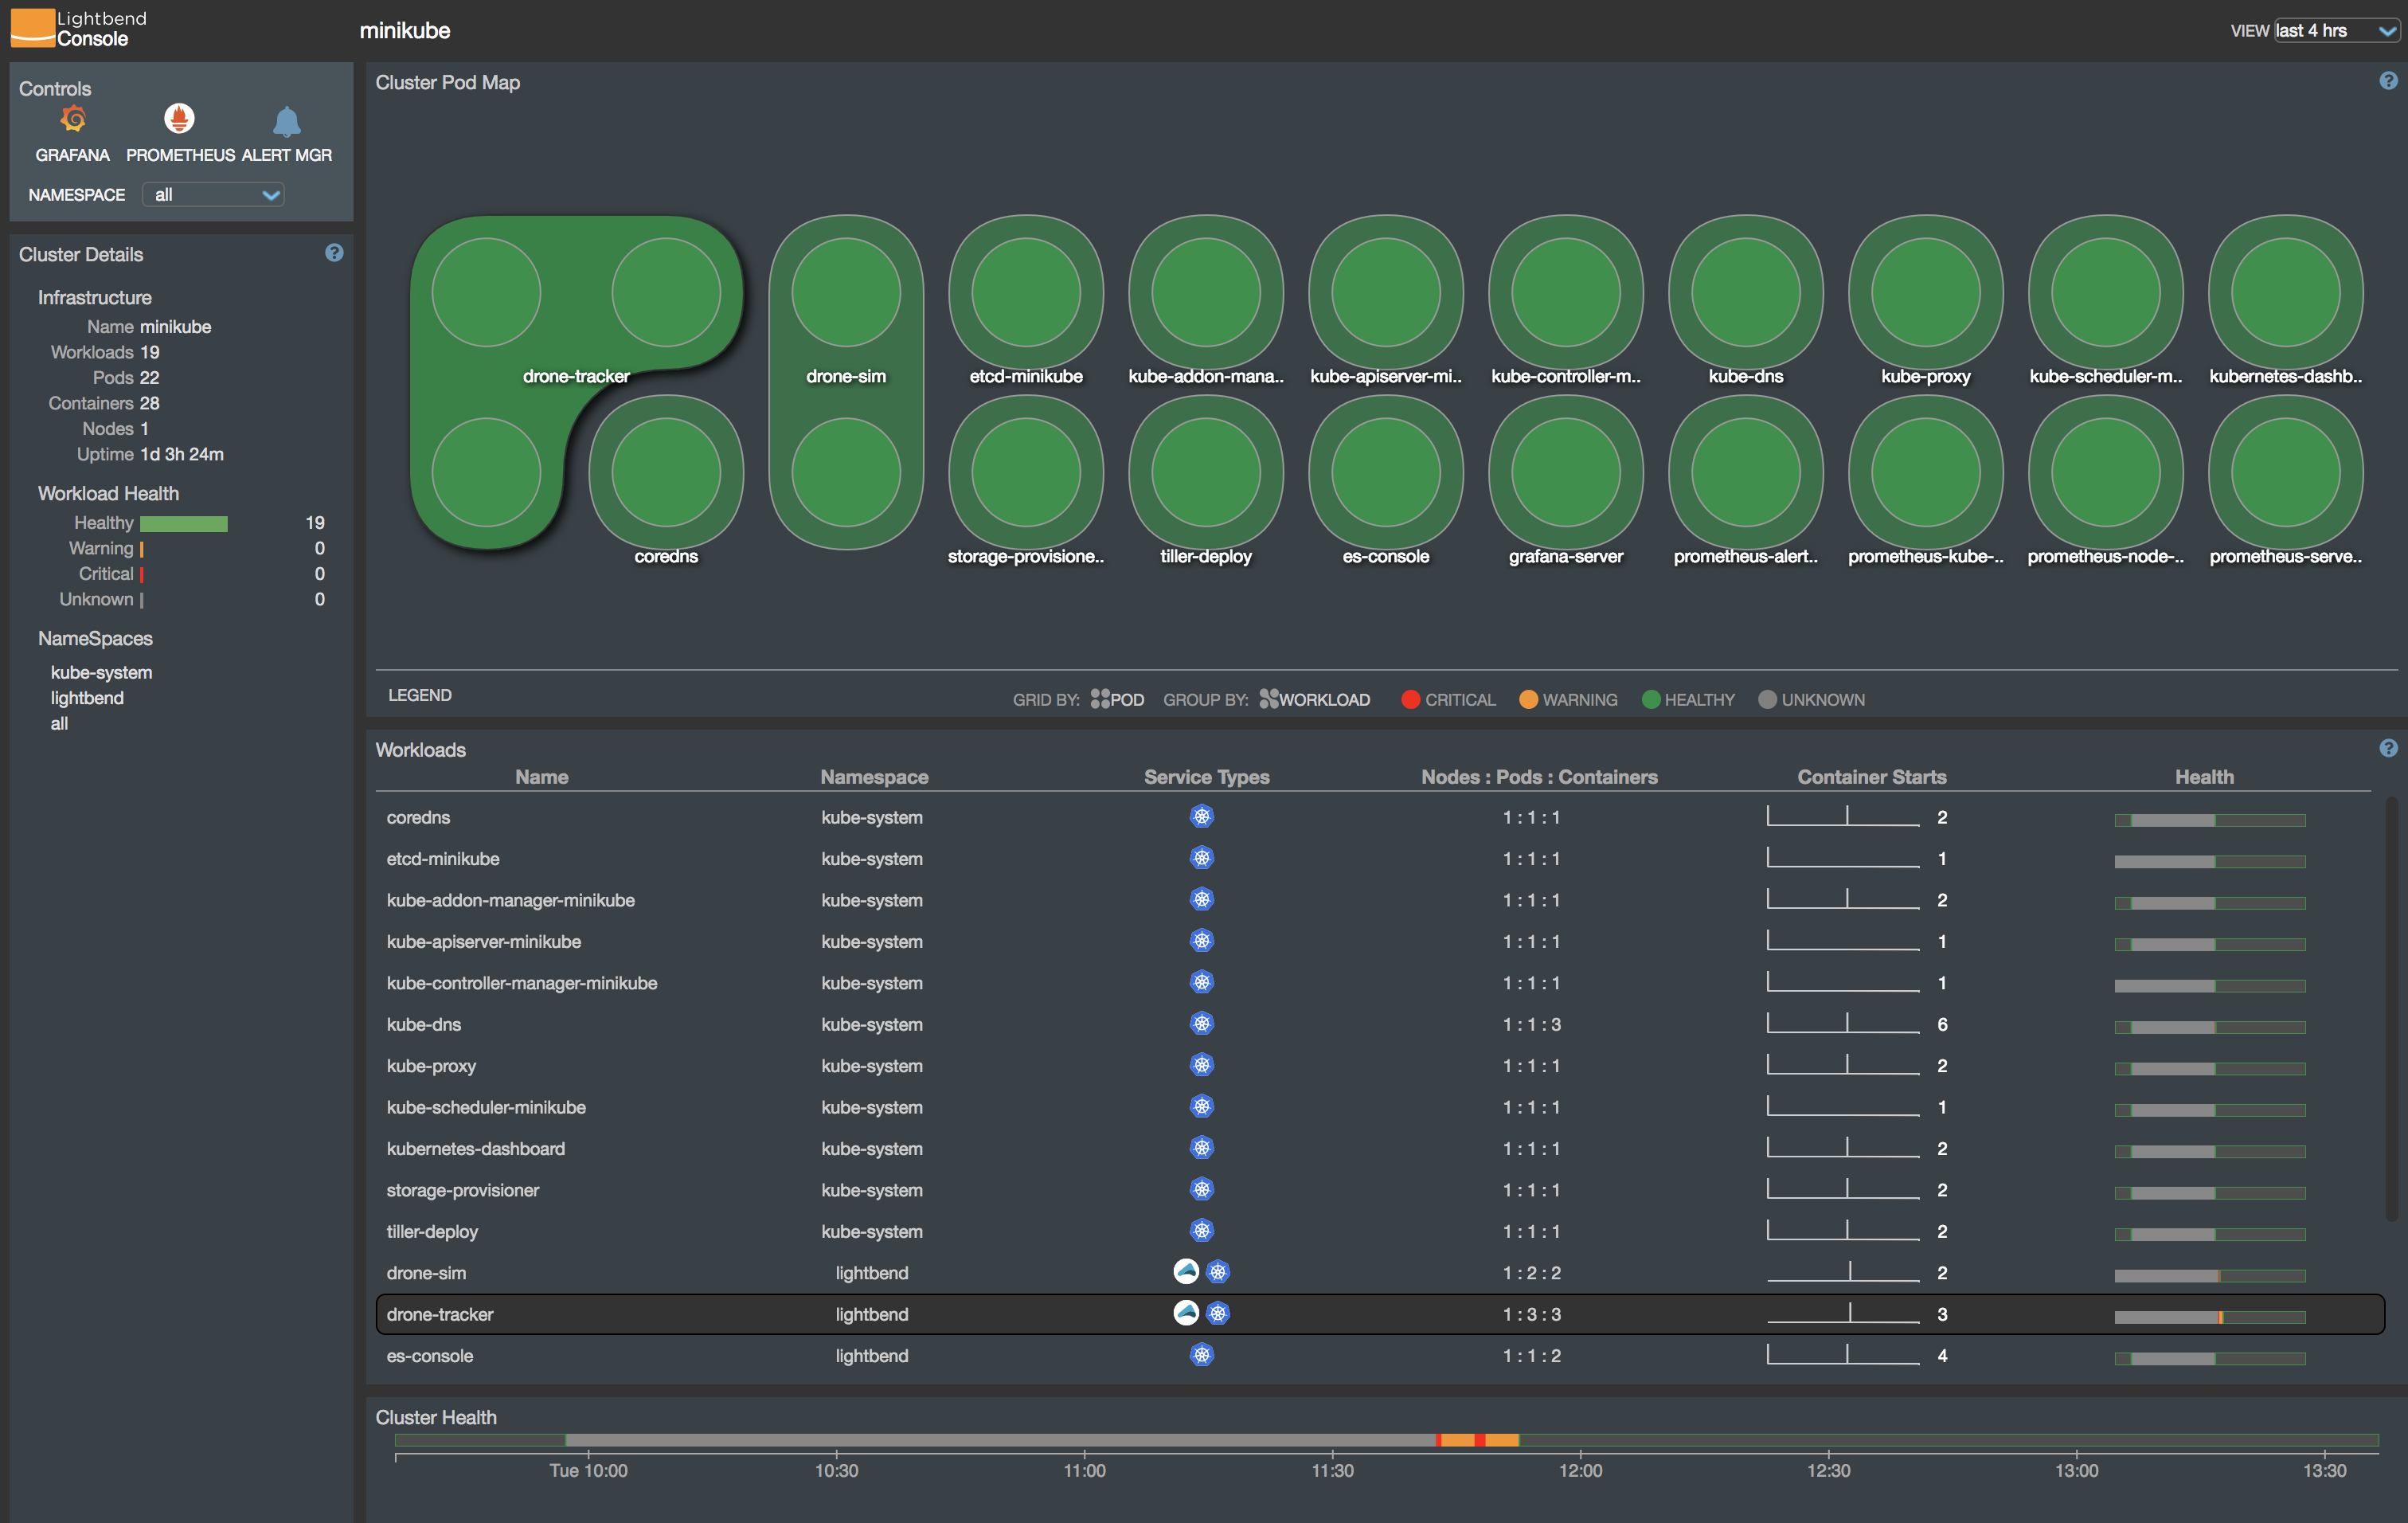 Lightbend
Console
minikube
VIEW last 4 hrs
Controls
GRAFANA PROMETHEUS ALERT MGR
NAMESPACE all
Cluster Details
Infrastructure
Name minikube
Workloads 19
Pods 22
Containers 28
Nodes 1
Uptime 1d 3h 24m
Workload Health
Healthy 19
Warning 0
Critical 0
Unknown 0
NameSpaces
kube-system
lightbend
all
Cluster Pod Map
drone-tracker drone-sim etcd-minikube kube-addon-mana.. kube-apiserver-mi.. kube-controller-m.. kube-dns kube-proxy kube-scheduler-m.. kubernetes-dashb..
coredns storage-provisione.. tiller-deploy es-console grafana-server prometheus-alert.. prometheus-kube-.. prometheus-node-.. prometheus-serve..
LEGEND GRID BY: POD GROUP BY: WORKLOAD CRITICAL WARNING HEALTHY UNKNOWN
Workloads
Name Namespace Service Types Nodes : Pods : Containers Container Starts Health
coredns kube-system 1 : 1 : 1 2
etcd-minikube kube-system 1 : 1 : 1 1
kube-addon-manager-minikube kube-system 1 : 1 : 1 2
kube-apiserver-minikube kube-system 1 : 1 : 1 1
kube-controller-manager-minikube kube-system 1 : 1 : 1 1
kube-dns kube-system 1 : 1 : 3 6
kube-proxy kube-system 1 : 1 : 1 2
kube-scheduler-minikube kube-system 1 : 1 : 1 1
kubernetes-dashboard kube-system 1 : 1 : 1 2
storage-provisioner kube-system 1 : 1 : 1 2
tiller-deploy kube-system 1 : 1 : 1 2
drone-sim lightbend 1 : 2 : 2 2
drone-tracker lightbend 1 : 3 : 3 3
es-console lightbend 1 : 1 : 2 4
Cluster Health
Tue 10:00 10:30 11:00 11:30 12:00 12:30 13:00 13:30